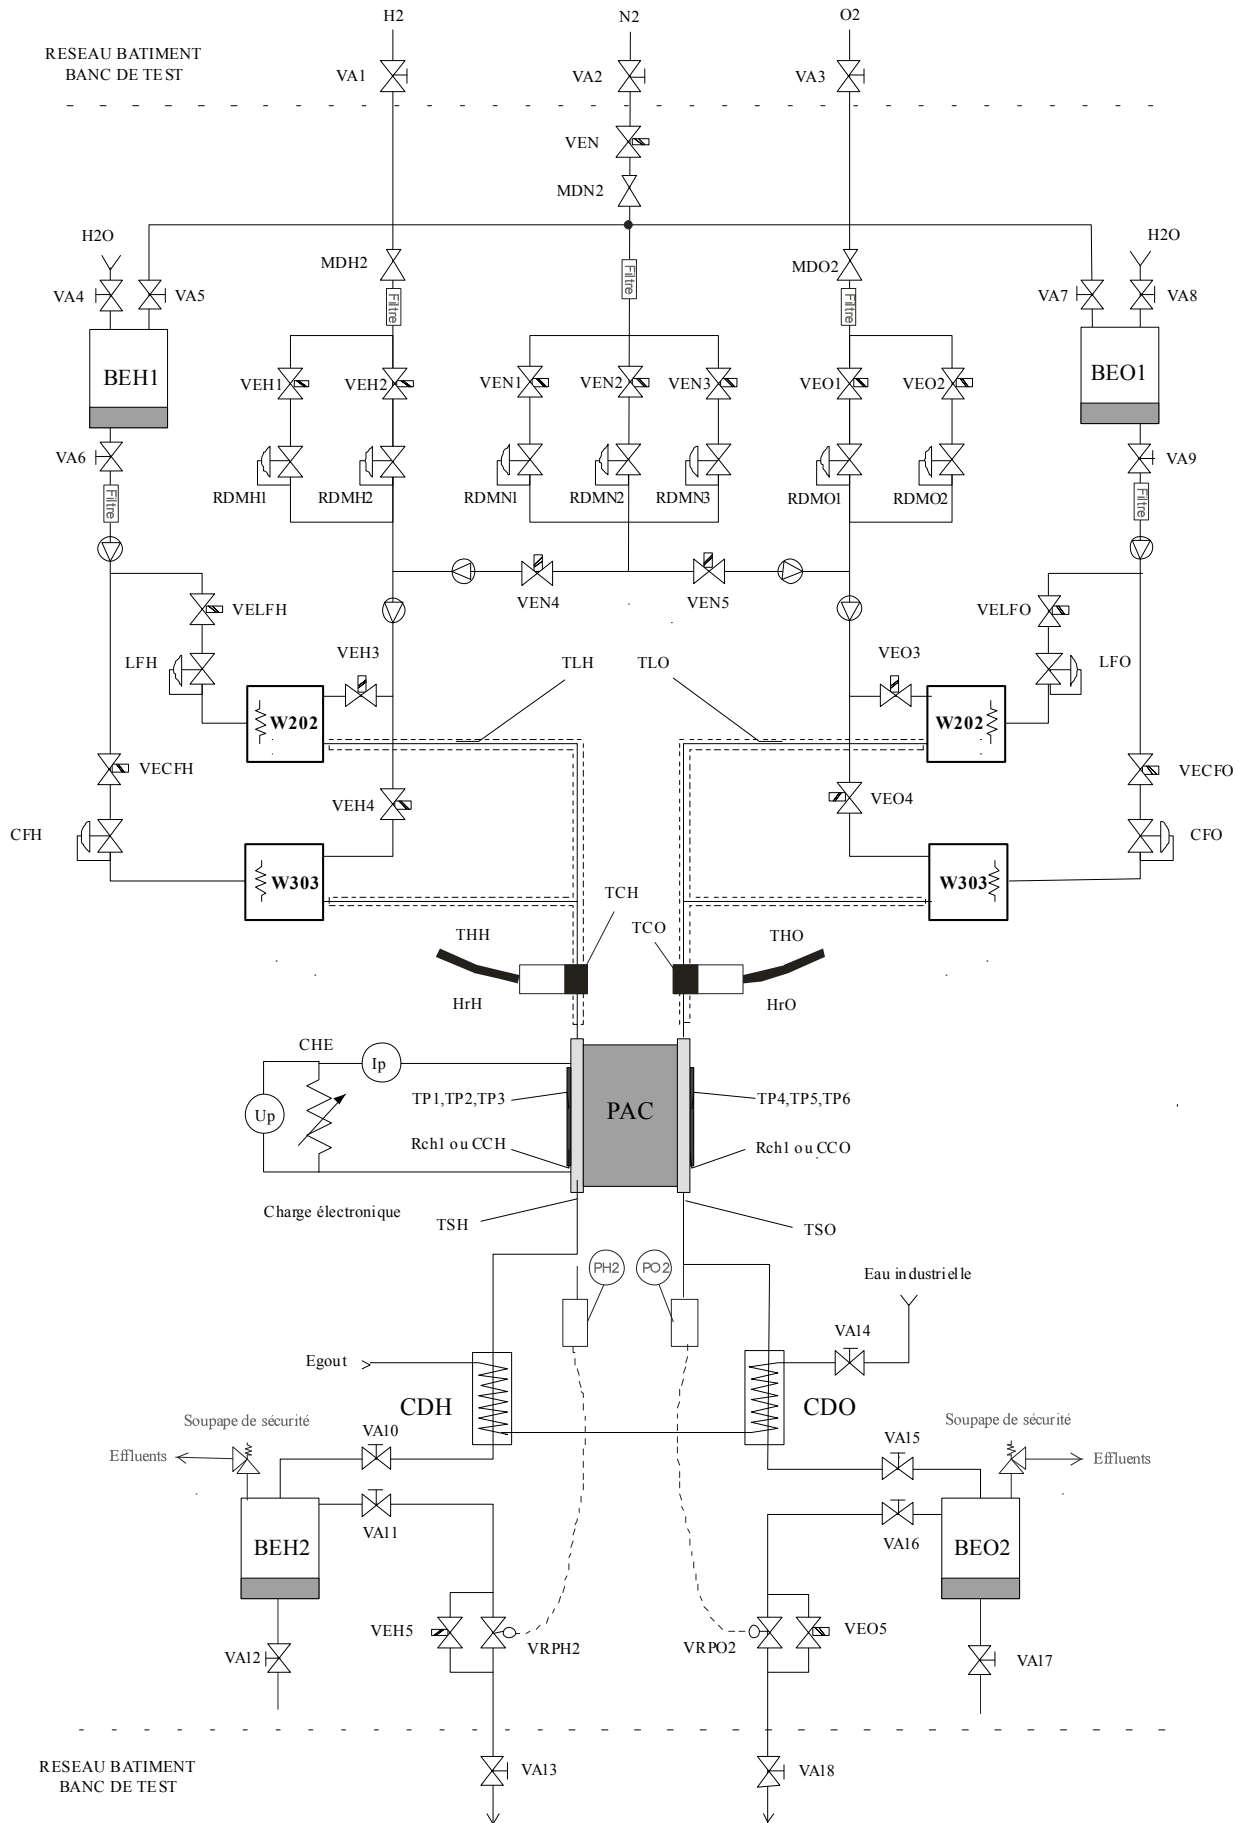 H2
N2
O2
RESEAU BATIMENT
BANC DE TEST
VA1
VA2
VA3
VEN
MDN2
H2O
H2O
MDH2
MDO2
VA4
VA5
Filtre
Filtre
Filtre
VA7
VA8
BEH1
VEH1
VEH2
VEN1
VEN2
VEN3
VEO1
VEO2
BEO1
VA6
VA9
RDMH1
RDMH2
RDMN1
RDMN2
RDMN3
RDMO1
RDMO2
Filtre
Filtre
VEN4
VEN5
VELFH
VELFO
LFH
VEH3
TLH
TLO
VEO3
LFO
W202
W202
VECFH
VECFO
VEH4
VEO4
CFH
CFO
W303
W303
TCH
TCO
THH
THO
HrH
HrO
CHE
Ip
Up
TP1,TP2,TP3
PAC
TP4,TP5,TP6
Rch1 ou CCH
Rch1 ou CCO
Charge électronique
TSH
TSO
PH2
PO2
Eau industrielle
VA14
Egout
CDH
CDO
Soupape de sécurité
Soupape de sécurité
VA10
VA15
Effluents
Effluents
VA11
VA16
BEH2
BEO2
VEH5
VRPH2
VRPO2
VEO5
VA12
VA17
RESEAU BATIMENT
BANC DE TEST
VA13
VA18